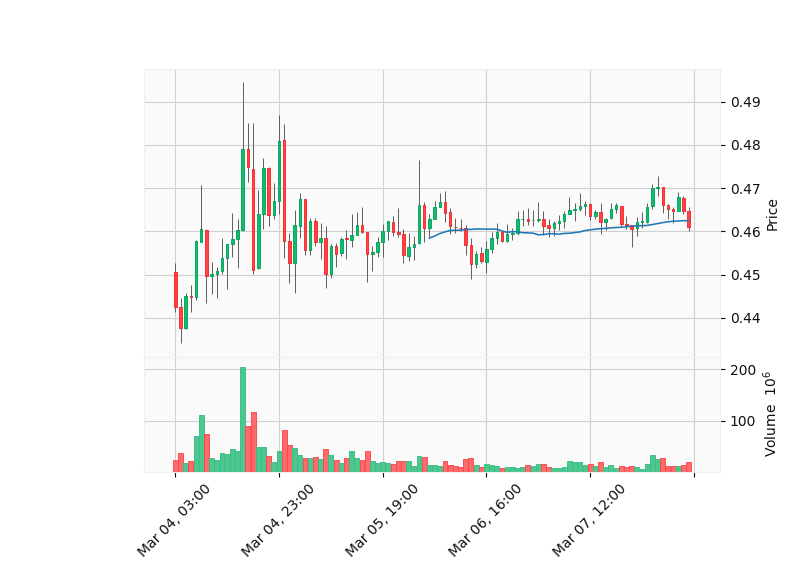 0.49
0.48
0.47
0.46
0.45
0.44
Price
200
100
Volume 10^6
Mar 04, 03:00
Mar 04, 23:00
Mar 05, 19:00
Mar 06, 16:00
Mar 07, 12:00